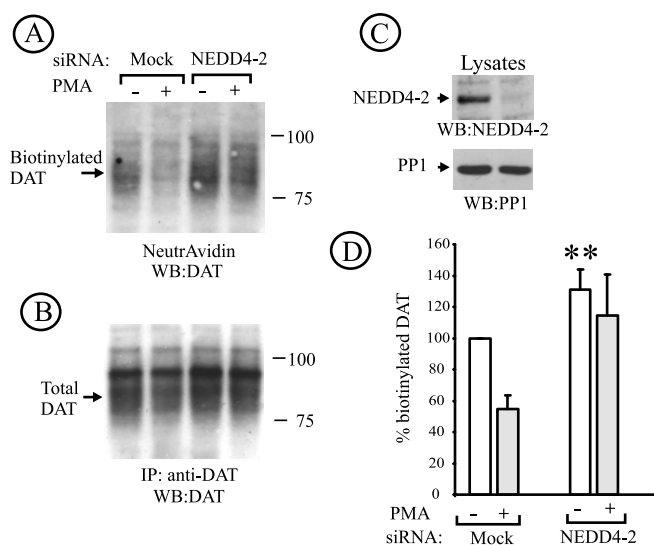 A
siRNA: Mock NEDD4-2
PMA - + - +
100
Biotinylated
DAT
75
NeutrAvidin
WB:DAT
B
100
Total
DAT
75
IP: anti-DAT
WB:DAT
C
Lysates
NEDD4-2
WB:NEDD4-2
PP1
WB:PP1
D
% biotinylated DAT
160
140
120
100
80
60
40
20
0
**
PMA - + - +
siRNA: Mock NEDD4-2